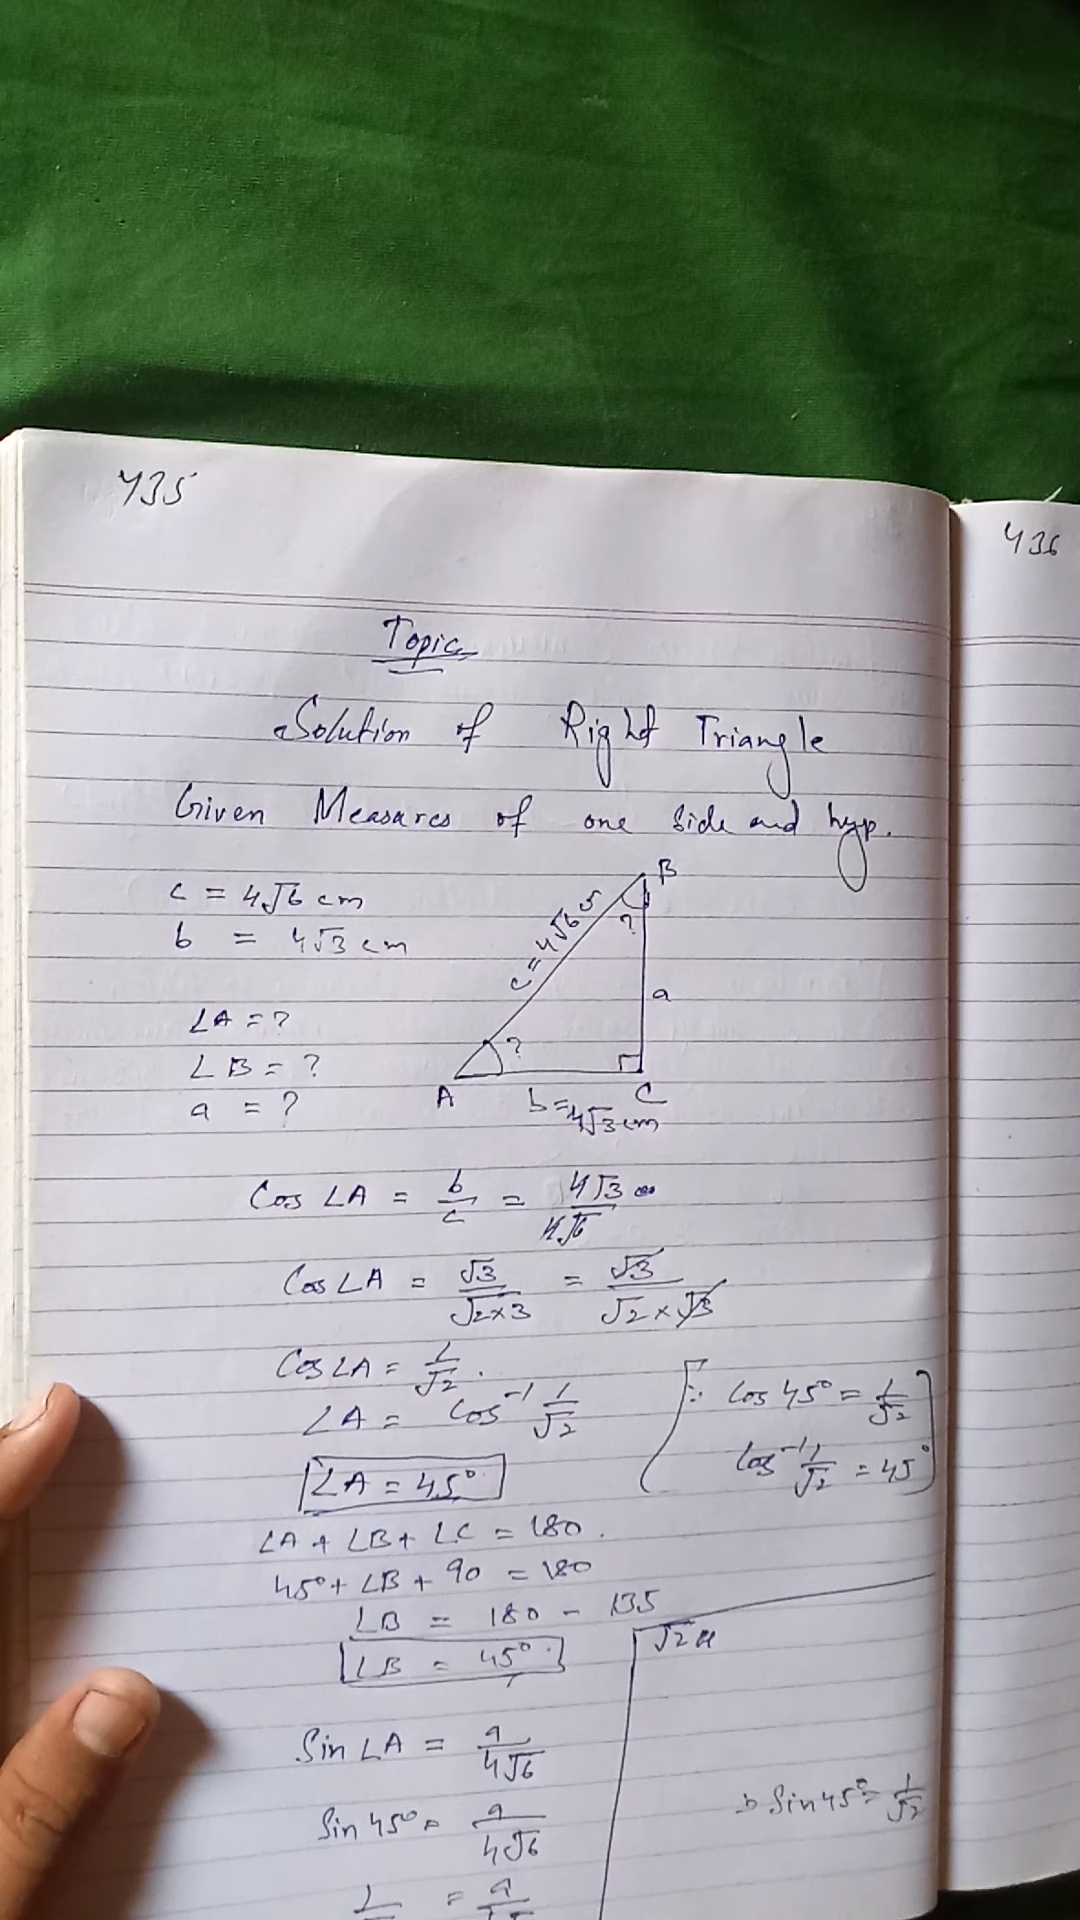 435
436
Topic
Solution of Right Triangle
Given Measures of one side and hyp.
c = 4√6 cm
b = 4√3 cm
∠A = ?
∠B = ?
a = ?
B
c = 4√6 cm
?
a
?
A
C
b = 4√3 cm
Cos ∠A = b/c = 4√3/4√6
Cos ∠A = √3/√2×3 = √3/√2×√3
Cos ∠A = 1/√2 .
∠A = Cos⁻¹ 1/√2
∵ Cos 45° = 1/√2
Cos⁻¹ 1/√2 = 45°
∠A = 45°
∠A + ∠B + ∠C = 180 .
45° + ∠B + 90 = 180
∠B = 180 - 135
∠B = 45°
√2
Sin ∠A = a/4√6
Sin 45° = a/4√6
Sin 45° = 1/√2